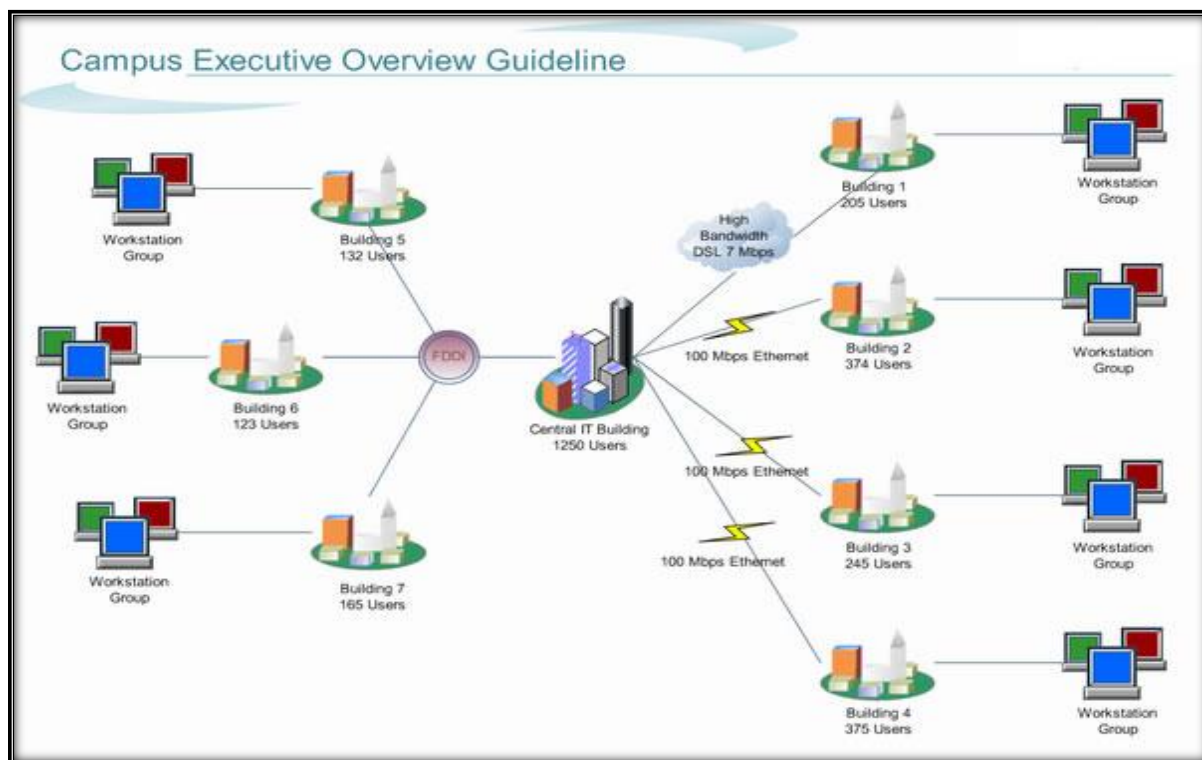 Campus Executive Overview Guideline
Building 1
205 Users
Workstation
Group
High
Bandwidth
DSL 7 Mbps
Workstation
Group
Building 5
132 Users
100 Mbps Ethernet
Building 2
374 Users
Workstation
Group
FDDI
Workstation
Group
Building 6
123 Users
Central IT Building
1250 Users
100 Mbps Ethernet
Building 3
245 Users
Workstation
Group
100 Mbps Ethernet
Workstation
Group
Building 7
165 Users
Building 4
375 Users
Workstation
Group